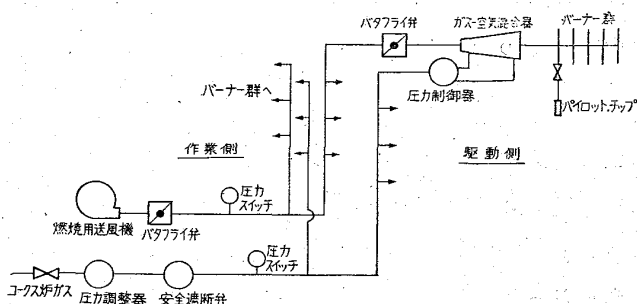 バタフライ弁
ガス-空気混合器
バーナー群
圧力制御器
パイロット・チップ
バーナー群へ
作業側
駆動側
圧力
スイッチ
燃焼用送風機
バタフライ弁
圧力
スイッチ
コークス炉ガス
圧力調整器
安全遮断弁